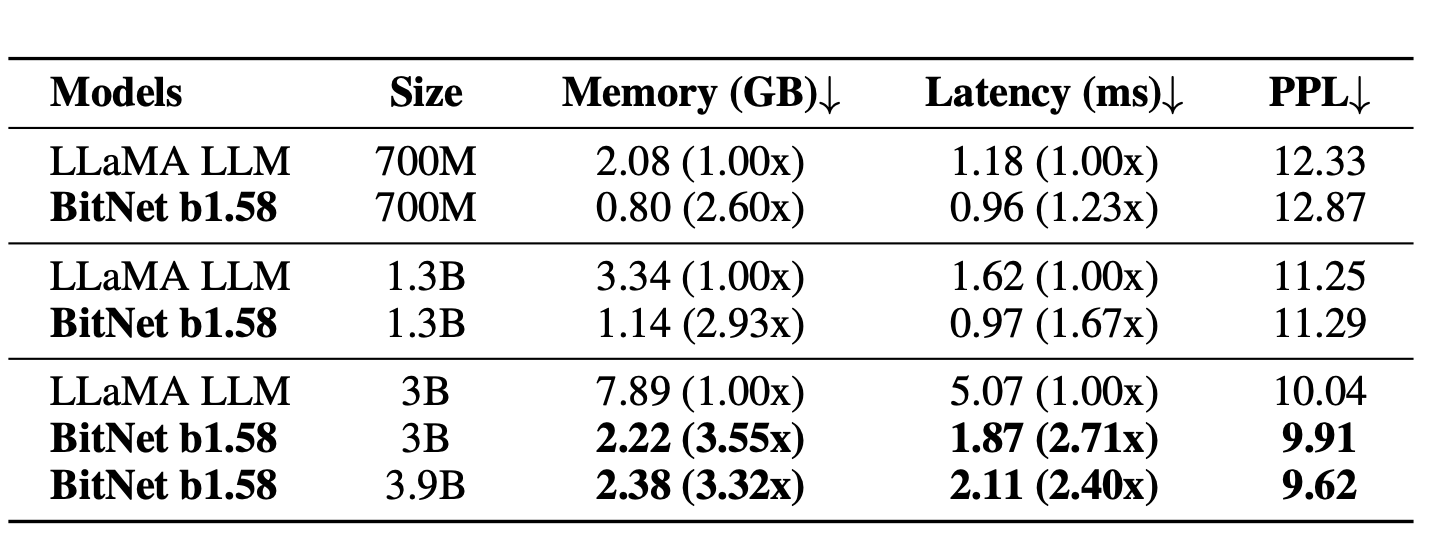 Models Size Memory (GB)↓ Latency (ms)↓ PPL↓
LLaMA LLM 700M 2.08 (1.00x) 1.18 (1.00x) 12.33
BitNet b1.58 700M 0.80 (2.60x) 0.96 (1.23x) 12.87
LLaMA LLM 1.3B 3.34 (1.00x) 1.62 (1.00x) 11.25
BitNet b1.58 1.3B 1.14 (2.93x) 0.97 (1.67x) 11.29
LLaMA LLM 3B 7.89 (1.00x) 5.07 (1.00x) 10.04
BitNet b1.58 3B 2.22 (3.55x) 1.87 (2.71x) 9.91
BitNet b1.58 3.9B 2.38 (3.32x) 2.11 (2.40x) 9.62